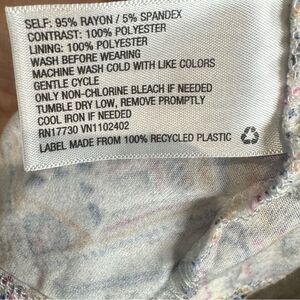 SELF: 95% RAYON / 5% SPANDEX
CONTRAST: 100% POLYESTER
LINING: 100% POLYESTER
WASH BEFORE WEARING
MACHINE WASH COLD WITH LIKE COLORS
GENTLE CYCLE
ONLY NON-CHLORINE BLEACH IF NEEDED
TUMBLE DRY LOW, REMOVE PROMPTLY
COOL IRON IF NEEDED
RN17730 VN1102402
LABEL MADE FROM 100% RECYCLED PLASTIC